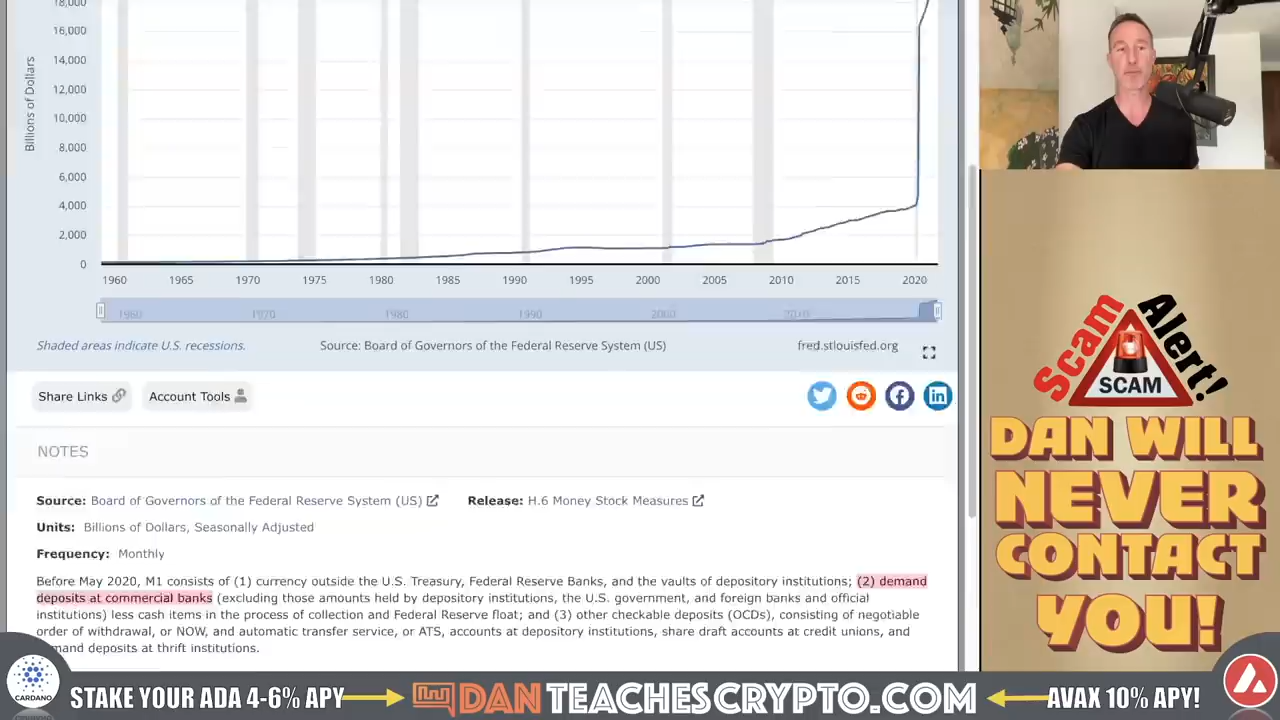 18,000
16,000
14,000
12,000
10,000
8,000
6,000
4,000
2,000
0
Billions of Dollars
1960 1965 1970 1975 1980 1985 1990 1995 2000 2005 2010 2015 2020
1960 1970 1980 1990 2000 2010
Shaded areas indicate U.S. recessions. Source: Board of Governors of the Federal Reserve System (US) fred.stlouisfed.org
Share Links Account Tools
NOTES
Source: Board of Governors of the Federal Reserve System (US) Release: H.6 Money Stock Measures
Units: Billions of Dollars, Seasonally Adjusted
Frequency: Monthly
Before May 2020, M1 consists of (1) currency outside the U.S. Treasury, Federal Reserve Banks, and the vaults of depository institutions; (2) demand
deposits at commercial banks (excluding those amounts held by depository institutions, the U.S. government, and foreign banks and official
institutions) less cash items in the process of collection and Federal Reserve float; and (3) other checkable deposits (OCDs), consisting of negotiable
order of withdrawal, or NOW, and automatic transfer service, or ATS, accounts at depository institutions, share draft accounts at credit unions, and
demand deposits at thrift institutions.
Scam Alert!
SCAM
DAN WILL
NEVER
CONTACT
YOU!
CARDANO
STAKE YOUR ADA 4-6% APY
DANTEACHESCRYPTO.COM
AVAX 10% APY!